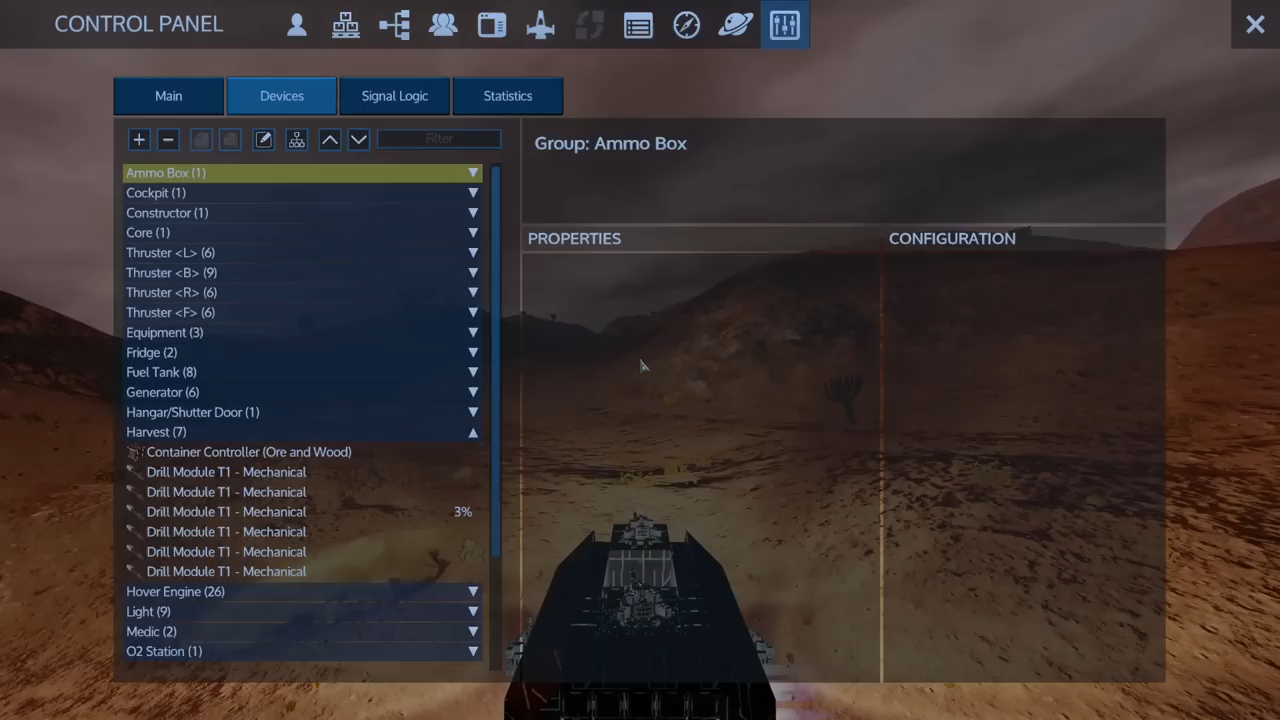 CONTROL PANEL
Main
Devices
Signal Logic
Statistics
Filter
Ammo Box (1)
Cockpit (1)
Constructor (1)
Core (1)
Thruster <L> (6)
Thruster <B> (9)
Thruster <R> (6)
Thruster <F> (6)
Equipment (3)
Fridge (2)
Fuel Tank (8)
Generator (6)
Hangar/Shutter Door (1)
Harvest (7)
Container Controller (Ore and Wood)
Drill Module T1 - Mechanical
Drill Module T1 - Mechanical
Drill Module T1 - Mechanical 3%
Drill Module T1 - Mechanical
Drill Module T1 - Mechanical
Drill Module T1 - Mechanical
Hover Engine (26)
Light (9)
Medic (2)
O2 Station (1)
Group: Ammo Box
PROPERTIES
CONFIGURATION